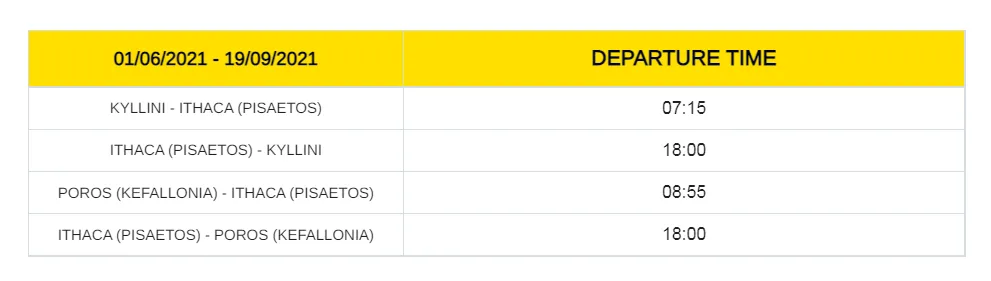 01/06/2021 - 19/09/2021 DEPARTURE TIME
KYLLINI - ITHACA (PISAETOS) 07:15
ITHACA (PISAETOS) - KYLLINI 18:00
POROS (KEFALLONIA) - ITHACA (PISAETOS) 08:55
ITHACA (PISAETOS) - POROS (KEFALLONIA) 18:00